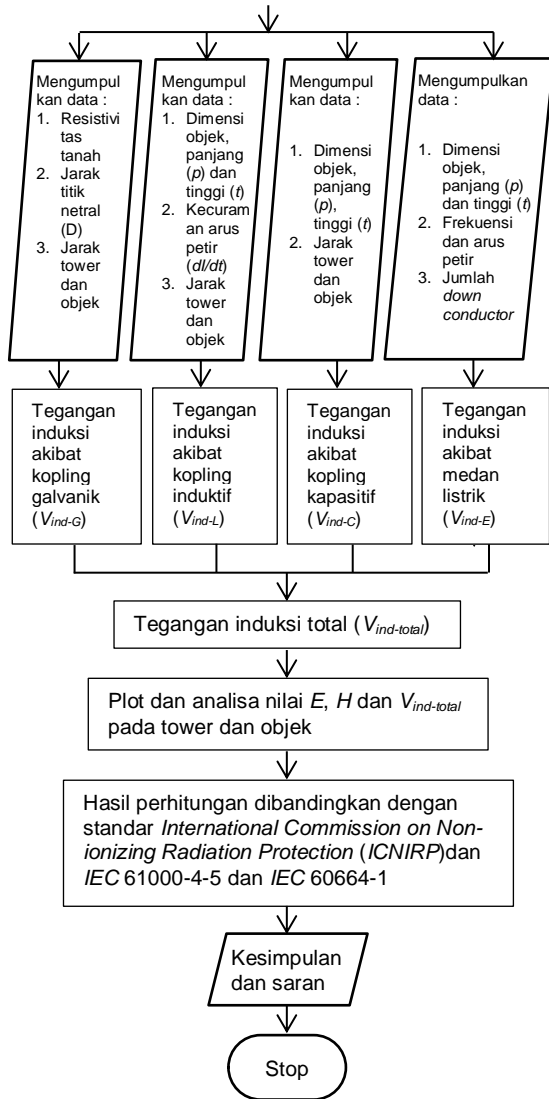 Mengumpul
kan data :
1. Resistivi
tas
tanah
2. Jarak
titik
netral
(D)
3. Jarak
tower
dan
objek
Mengumpul
kan data :
1. Dimensi
objek,
panjang
(p) dan
tinggi (t)
2. Kecuram
an arus
petir
(dI/dt)
3. Jarak
tower
dan
objek
Mengumpul
kan data :
1. Dimensi
objek,
panjang
(p),
tinggi (t)
2. Jarak
tower
dan
objek
Mengumpulkan
data :
1. Dimensi
objek,
panjang (p)
dan tinggi (t)
2. Frekuensi
dan arus
petir
3. Jumlah
down
conductor
Tegangan
induksi
akibat
kopling
galvanik
(Vind-G)
Tegangan
induksi
akibat
kopling
induktif
(Vind-L)
Tegangan
induksi
akibat
kopling
kapasitif
(Vind-C)
Tegangan
induksi
akibat
medan
listrik
(Vind-E)
Tegangan induksi total (Vind-total)
Plot dan analisa nilai E, H dan Vind-total
pada tower dan objek
Hasil perhitungan dibandingkan dengan
standar International Commission on Non-
ionizing Radiation Protection (ICNIRP)dan
IEC 61000-4-5 dan IEC 60664-1
Kesimpulan
dan saran
Stop